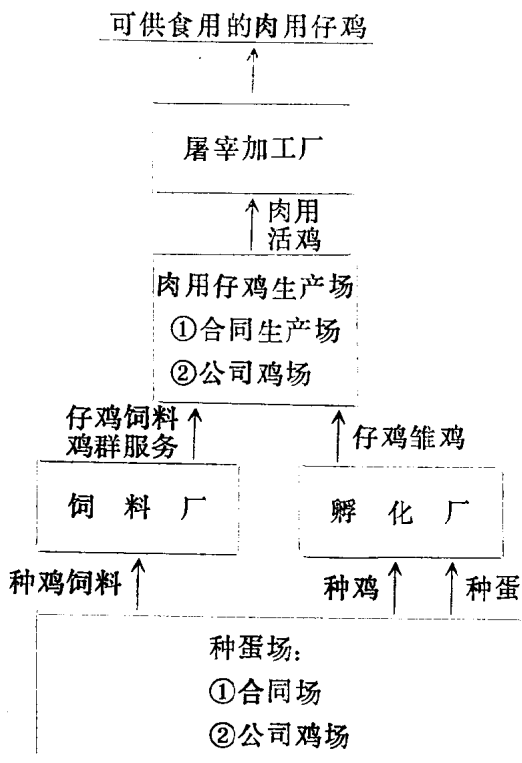 可供食用的肉用仔鸡
屠宰加工厂
肉用
活鸡
肉用仔鸡生产场
①合同生产场
②公司鸡场
仔鸡饲料
鸡群服务
仔鸡雏鸡
饲料厂
孵化厂
种鸡饲料
种鸡
种蛋
种蛋场：
①合同场
②公司鸡场